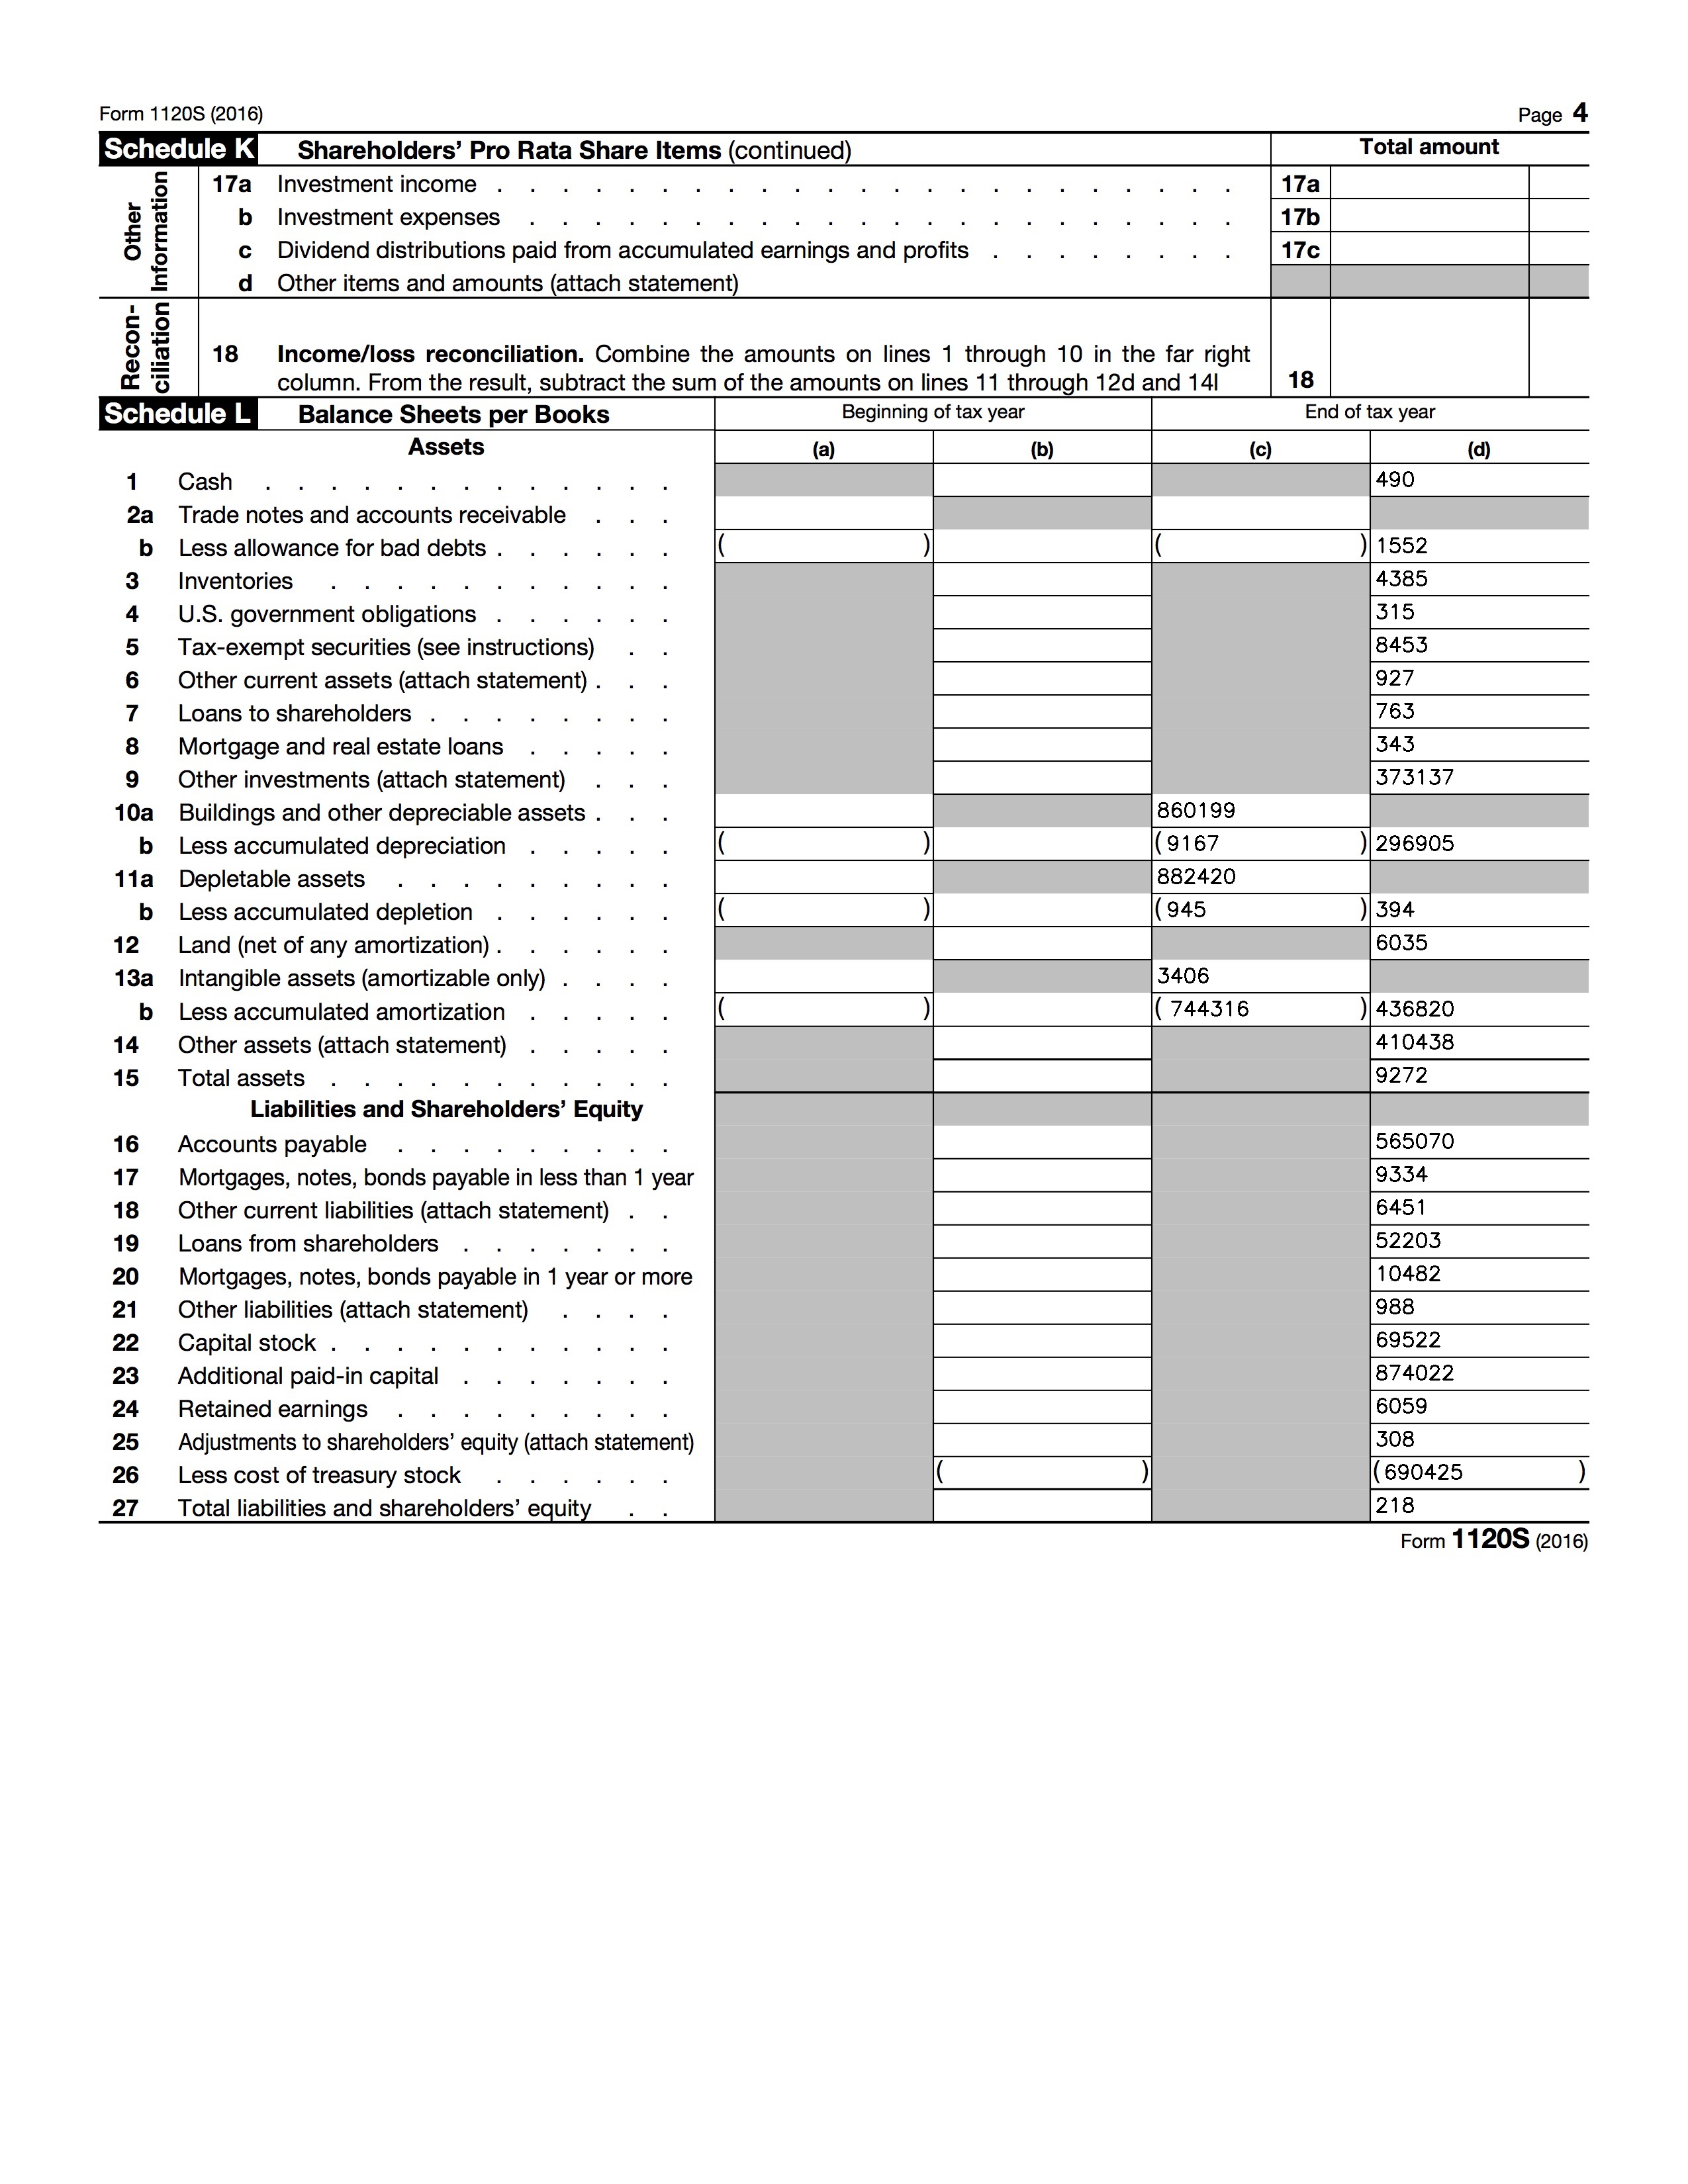 Form 1120S (2016) Page 4
Schedule K Shareholders' Pro Rata Share Items (continued) Total amount
Other Information
17a Investment income . . . . . . . . . . . . . . . . . . . . . . . 17a
b Investment expenses . . . . . . . . . . . . . . . . . . . . . . 17b
c Dividend distributions paid from accumulated earnings and profits . . . . . . . . 17c
d Other items and amounts (attach statement)
Recon-ciliation
18 Income/loss reconciliation. Combine the amounts on lines 1 through 10 in the far right
column. From the result, subtract the sum of the amounts on lines 11 through 12d and 14l 18
Schedule L Balance Sheets per Books Beginning of tax year End of tax year
Assets (a) (b) (c) (d)
1 Cash . . . . . . . . . . . . . 490
2a Trade notes and accounts receivable . . .
b Less allowance for bad debts . . . . . . ( ) ( ) 1552
3 Inventories . . . . . . . . . . . 4385
4 U.S. government obligations . . . . . . 315
5 Tax-exempt securities (see instructions) . . 8453
6 Other current assets (attach statement) . . . 927
7 Loans to shareholders . . . . . . . . 763
8 Mortgage and real estate loans . . . . . 343
9 Other investments (attach statement) . . . 373137
10a Buildings and other depreciable assets . . . 860199
b Less accumulated depreciation . . . . . ( ) ( 9167 ) 296905
11a Depletable assets . . . . . . . . . 882420
b Less accumulated depletion . . . . . . ( ) ( 945 ) 394
12 Land (net of any amortization) . . . . . . 6035
13a Intangible assets (amortizable only) . . . . 3406
b Less accumulated amortization . . . . . ( ) ( 744316 ) 436820
14 Other assets (attach statement) . . . . . 410438
15 Total assets . . . . . . . . . . . 9272
Liabilities and Shareholders' Equity
16 Accounts payable . . . . . . . . . 565070
17 Mortgages, notes, bonds payable in less than 1 year 9334
18 Other current liabilities (attach statement) . . 6451
19 Loans from shareholders . . . . . . . 52203
20 Mortgages, notes, bonds payable in 1 year or more 10482
21 Other liabilities (attach statement) . . . . 988
22 Capital stock . . . . . . . . . . . 69522
23 Additional paid-in capital . . . . . . . 874022
24 Retained earnings . . . . . . . . . 6059
25 Adjustments to shareholders' equity (attach statement) 308
26 Less cost of treasury stock . . . . . . ( ) ( 690425 )
27 Total liabilities and shareholders' equity . . 218
Form 1120S (2016)